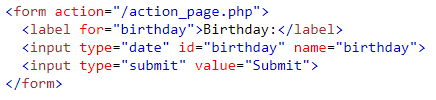 <form action="/action_page.php">
  <label for="birthday">Birthday:</label>
  <input type="date" id="birthday" name="birthday">
  <input type="submit" value="Submit">
</form>